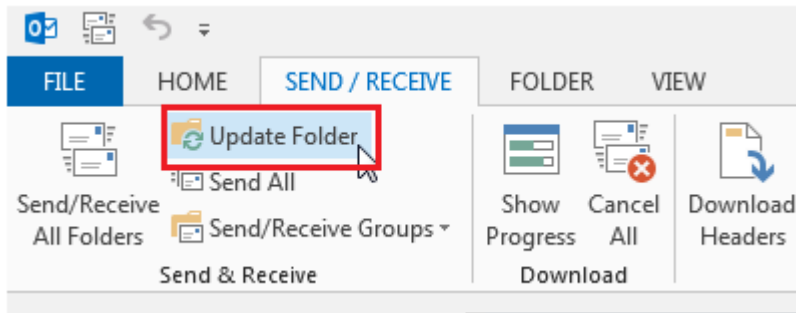 FILE HOME SEND / RECEIVE FOLDER VIEW
Update Folder
Send All
Send/Receive Groups
Send/Receive
All Folders
Send & Receive
Show
Progress
Cancel
All
Download
Download
Headers